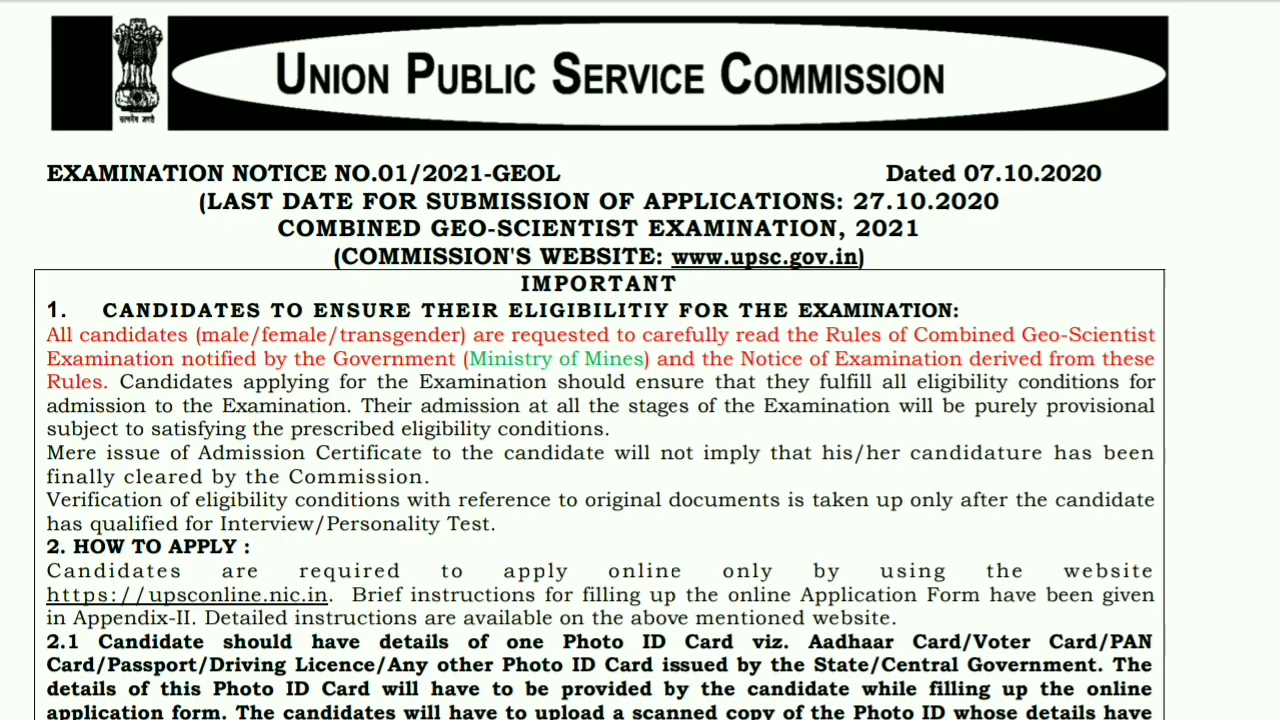 सत्यमेव जयते
UNION PUBLIC SERVICE COMMISSION
EXAMINATION NOTICE NO.01/2021-GEOL Dated 07.10.2020
(LAST DATE FOR SUBMISSION OF APPLICATIONS: 27.10.2020
COMBINED GEO-SCIENTIST EXAMINATION, 2021
(COMMISSION'S WEBSITE: www.upsc.gov.in)
IMPORTANT
1. CANDIDATES TO ENSURE THEIR ELIGIBILITIY FOR THE EXAMINATION:
All candidates (male/female/transgender) are requested to carefully read the Rules of Combined Geo-Scientist
Examination notified by the Government (Ministry of Mines) and the Notice of Examination derived from these
Rules. Candidates applying for the Examination should ensure that they fulfill all eligibility conditions for
admission to the Examination. Their admission at all the stages of the Examination will be purely provisional
subject to satisfying the prescribed eligibility conditions.
Mere issue of Admission Certificate to the candidate will not imply that his/her candidature has been
finally cleared by the Commission.
Verification of eligibility conditions with reference to original documents is taken up only after the candidate
has qualified for Interview/Personality Test.
2. HOW TO APPLY :
Candidates are required to apply online only by using the website
https://upsconline.nic.in. Brief instructions for filling up the online Application Form have been given
in Appendix-II. Detailed instructions are available on the above mentioned website.
2.1 Candidate should have details of one Photo ID Card viz. Aadhaar Card/Voter Card/PAN
Card/Passport/Driving Licence/Any other Photo ID Card issued by the State/Central Government. The
details of this Photo ID Card will have to be provided by the candidate while filling up the online
application form. The candidates will have to upload a scanned copy of the Photo ID whose details have